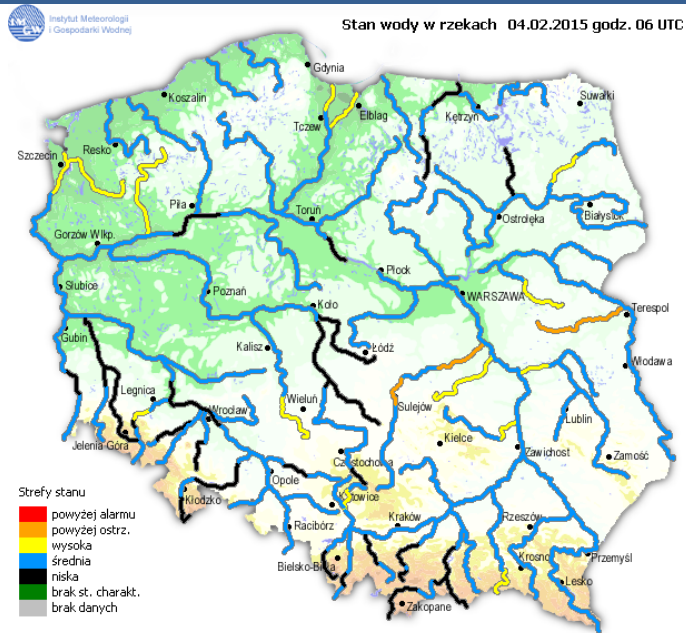 IMGW
Instytut Meteorologii
i Gospodarki Wodnej
Stan wody w rzekach 04.02.2015 godz. 06 UTC
Gdynia
Koszalin
Suwałki
Tczew
Elbląg
Kętrzyn
Resko
Szczecin
Piła
Toruń
Ostrołęka
Białystok
Gorzów Wlkp.
Płock
Słubice
Poznań
Koło
WARSZAWA
Terespol
Gubin
Kalisz
Łódź
Włodawa
Legnica
Wieluń
Sulejów
Wrocław
Lublin
Jelenia Góra
Kielce
Zawichost
Zamość
Częstochowa
Opole
Kłodzko
Katowice
Racibórz
Kraków
Rzeszów
Bielsko-Biała
Krosno
Przemyśl
Lesko
Zakopane
Strefy stanu
powyżej alarmu
powyżej ostrz.
wysoka
średnia
niska
brak st. charakt.
brak danych